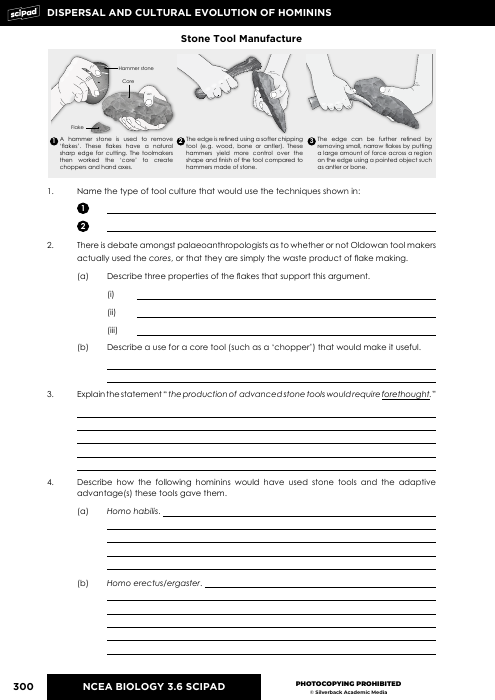 scipad DISPERSAL AND CULTURAL EVOLUTION OF HOMININS
Stone Tool Manufacture
Hammer stone
Core
Flake
1 A hammer stone is used to remove
'flakes'. These flakes have a natural
sharp edge for cutting. The toolmakers
then worked the 'core' to create
choppers and hand axes.
2 The edge is refined using a softer chipping
tool (e.g. wood, bone or antler). These
hammers yield more control over the
shape and finish of the tool compared to
hammers made of stone.
3 The edge can be further refined by
removing small, narrow flakes by putting
a large amount of force across a region
on the edge using a pointed object such
as antler or bone.
1. Name the type of tool culture that would use the techniques shown in:
1
2
2. There is debate amongst palaeoanthropologists as to whether or not Oldowan tool makers
actually used the cores, or that they are simply the waste product of flake making.
(a) Describe three properties of the flakes that support this argument.
(i)
(ii)
(iii)
(b) Describe a use for a core tool (such as a 'chopper') that would make it useful.
3. Explain the statement "the production of advanced stone tools would require forethought."
4. Describe how the following hominins would have used stone tools and the adaptive
advantage(s) these tools gave them.
(a) Homo habilis.
(b) Homo erectus/ergaster.
300 NCEA BIOLOGY 3.6 SCIPAD PHOTOCOPYING PROHIBITED
© Silverback Academic Media